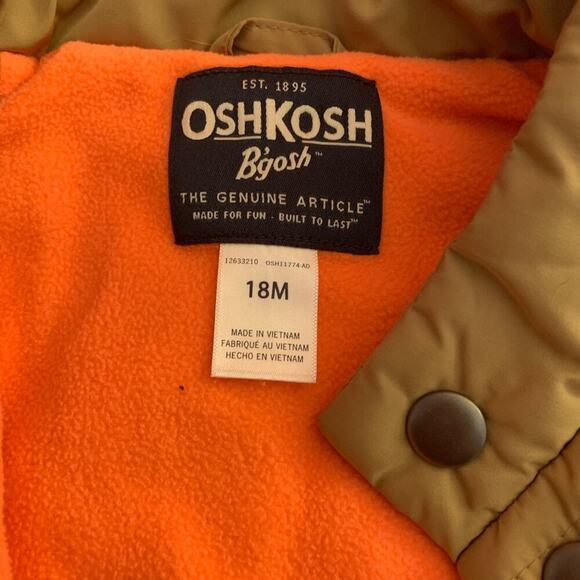 EST. 1895
OSHKOSH
B'gosh™
THE GENUINE ARTICLE™
MADE FOR FUN · BUILT TO LAST™
12633210 OSH11774-AD
18M
MADE IN VIETNAM
FABRIQUÉ AU VIETNAM
HECHO EN VIETNAM